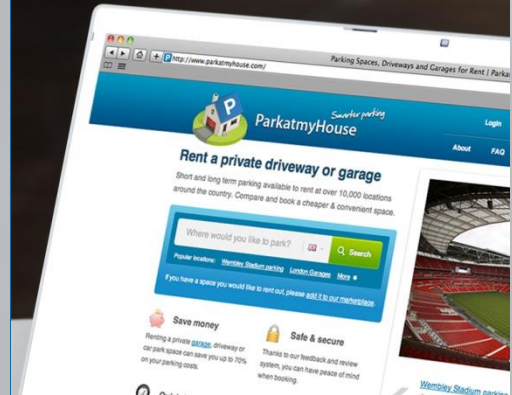 Parking Spaces, Driveways and Garages for Rent | Parka
http://www.parkatmyhouse.com/
P
Smarter parking
ParkatmyHouse
Login
About FAQ
Rent a private driveway or garage
Short and long term parking available to rent at over 10,000 locations
around the country. Compare and book a cheaper & convenient space.
Where would you like to park? Search
Popular locations: Wembley Stadium parking London Garages More
If you have a space you would like to rent out, please add it to our marketplace.
Save money
Renting a private garage, driveway or
car park space can save you up to 70%
on your parking costs.
Safe & secure
Thanks to our feedback and review
system, you can have peace of mind
when booking.
Wembley Stadium parking